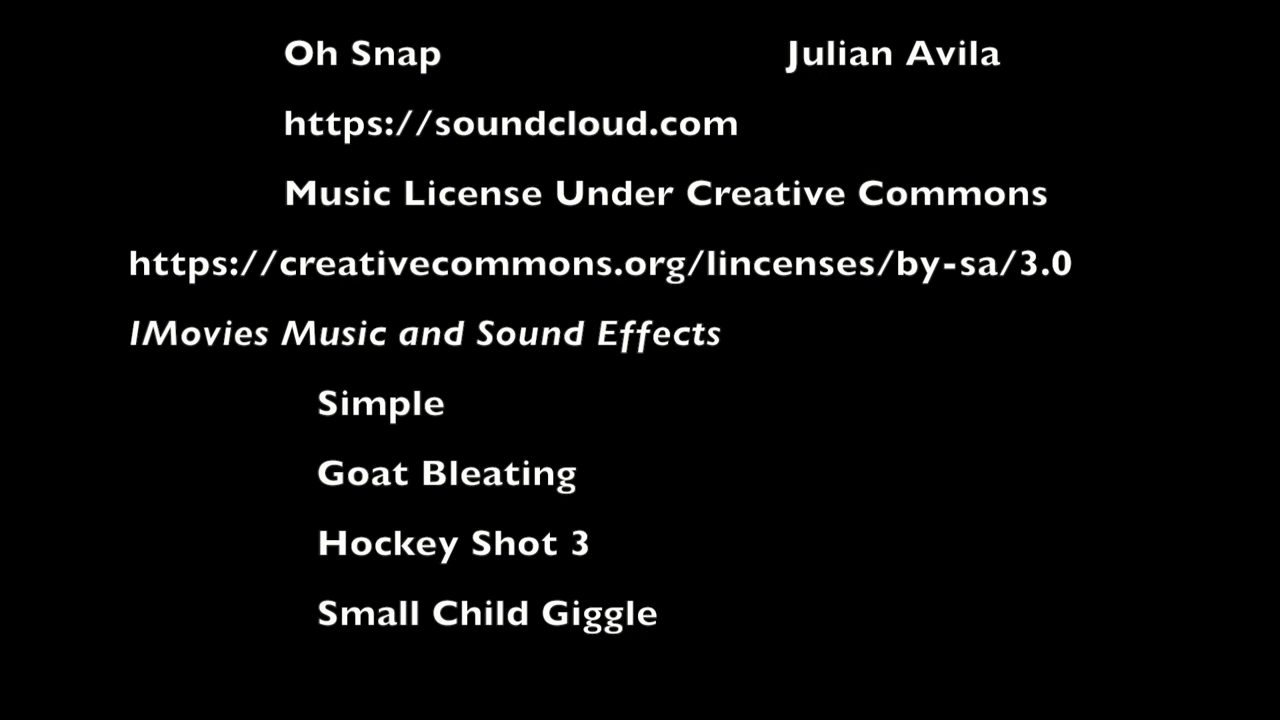 Oh Snap Julian Avila
https://soundcloud.com
Music License Under Creative Commons
https://creativecommons.org/lincenses/by-sa/3.0
IMovies Music and Sound Effects
Simple
Goat Bleating
Hockey Shot 3
Small Child Giggle